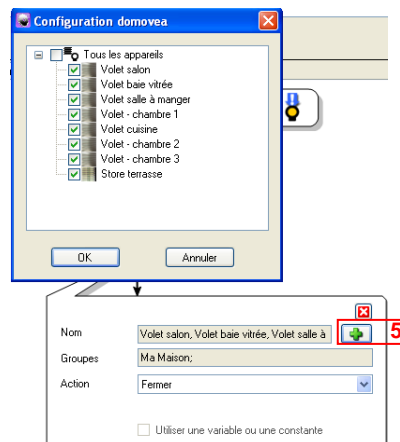 Configuration domovea
Tous les appareils
Volet salon
Volet baie vitrée
Volet salle à manger
Volet - chambre 1
Volet cuisine
Volet - chambre 2
Volet - chambre 3
Store terrasse
OK
Annuler
Nom
Volet salon, Volet baie vitrée, Volet salle à
5
Groupes
Ma Maison;
Action
Fermer
Utiliser une variable ou une constante